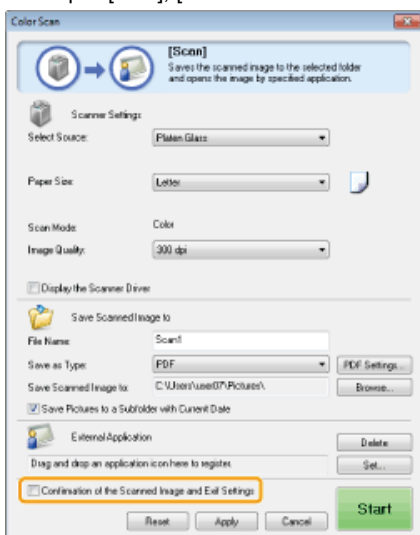 Color Scan
[Scan]
Saves the scanned image to the selected folder
and opens the image by specified application.
Scanner Settings
Select Source: Platen Glass
Paper Size: Letter
Scan Mode: Color
Image Quality: 300 dpi
Display the Scanner Driver
Save Scanned Image to
File Name: Scan1
Save as Type: PDF PDF Settings...
Save Scanned Image to: C:\Users\user07\Pictures\ Browse...
Save Pictures to a Subfolder with Current Date
External Application Delete
Drag and drop an application icon here to register. Set...
Confirmation of the Scanned Image and Exif Settings
Start
Reset Apply Cancel